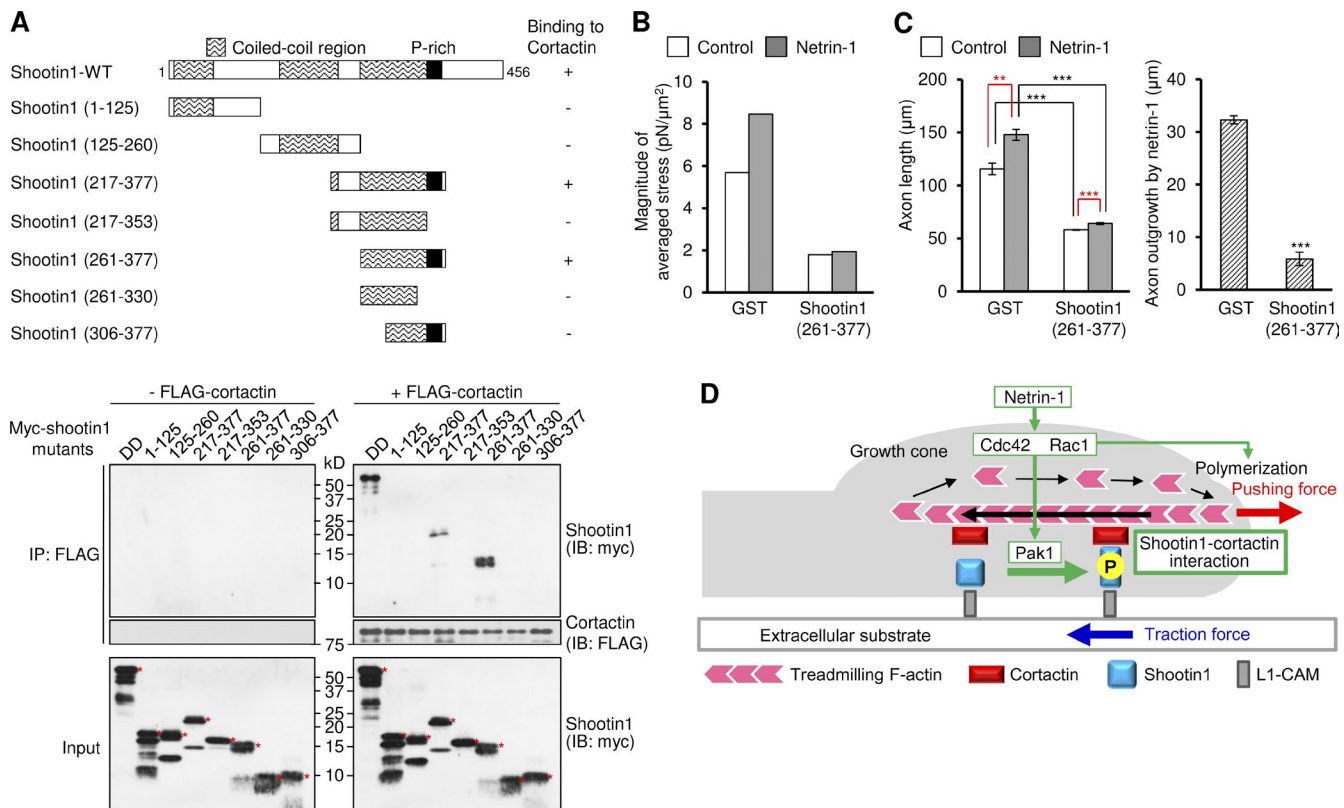 A
Coiled-coil region
P-rich
Binding to
Cortactin
Shootin1-WT
1
456
+
Shootin1 (1-125)
-
Shootin1 (125-260)
-
Shootin1 (217-377)
+
Shootin1 (217-353)
-
Shootin1 (261-377)
+
Shootin1 (261-330)
-
Shootin1 (306-377)
-
- FLAG-cortactin
+ FLAG-cortactin
Myc-shootin1
mutants
DD
1-125
125-260
217-377
217-353
261-377
261-330
306-377
DD
1-125
125-260
217-377
217-353
261-377
261-330
306-377
kD
50
37
25
20
15
10
IP: FLAG
Shootin1
(IB: myc)
75
Cortactin
(IB: FLAG)
50
37
25
20
15
10
Input
Shootin1
(IB: myc)
B
Control
Netrin-1
Magnitude of
averaged stress (pN/µm²)
10
8
6
4
2
0
GST
Shootin1
(261-377)
C
Control
Netrin-1
Axon length (µm)
200
150
100
50
0
**
***
***
***
GST
Shootin1
(261-377)
Axon outgrowth by netrin-1 (µm)
40
30
20
10
0
***
GST
Shootin1
(261-377)
D
Netrin-1
Cdc42 Rac1
Growth cone
Polymerization
Pushing force
Pak1
P
Shootin1-cortactin
interaction
Extracellular substrate
Traction force
Treadmilling F-actin
Cortactin
Shootin1
L1-CAM